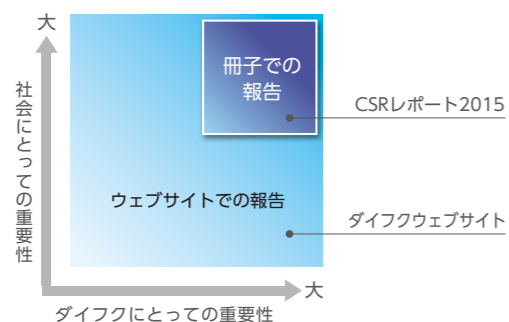 大
社会にとっての重要性
冊子での
報告
CSRレポート2015
ウェブサイトでの報告
ダイフクウェブサイト
大
ダイフクにとっての重要性